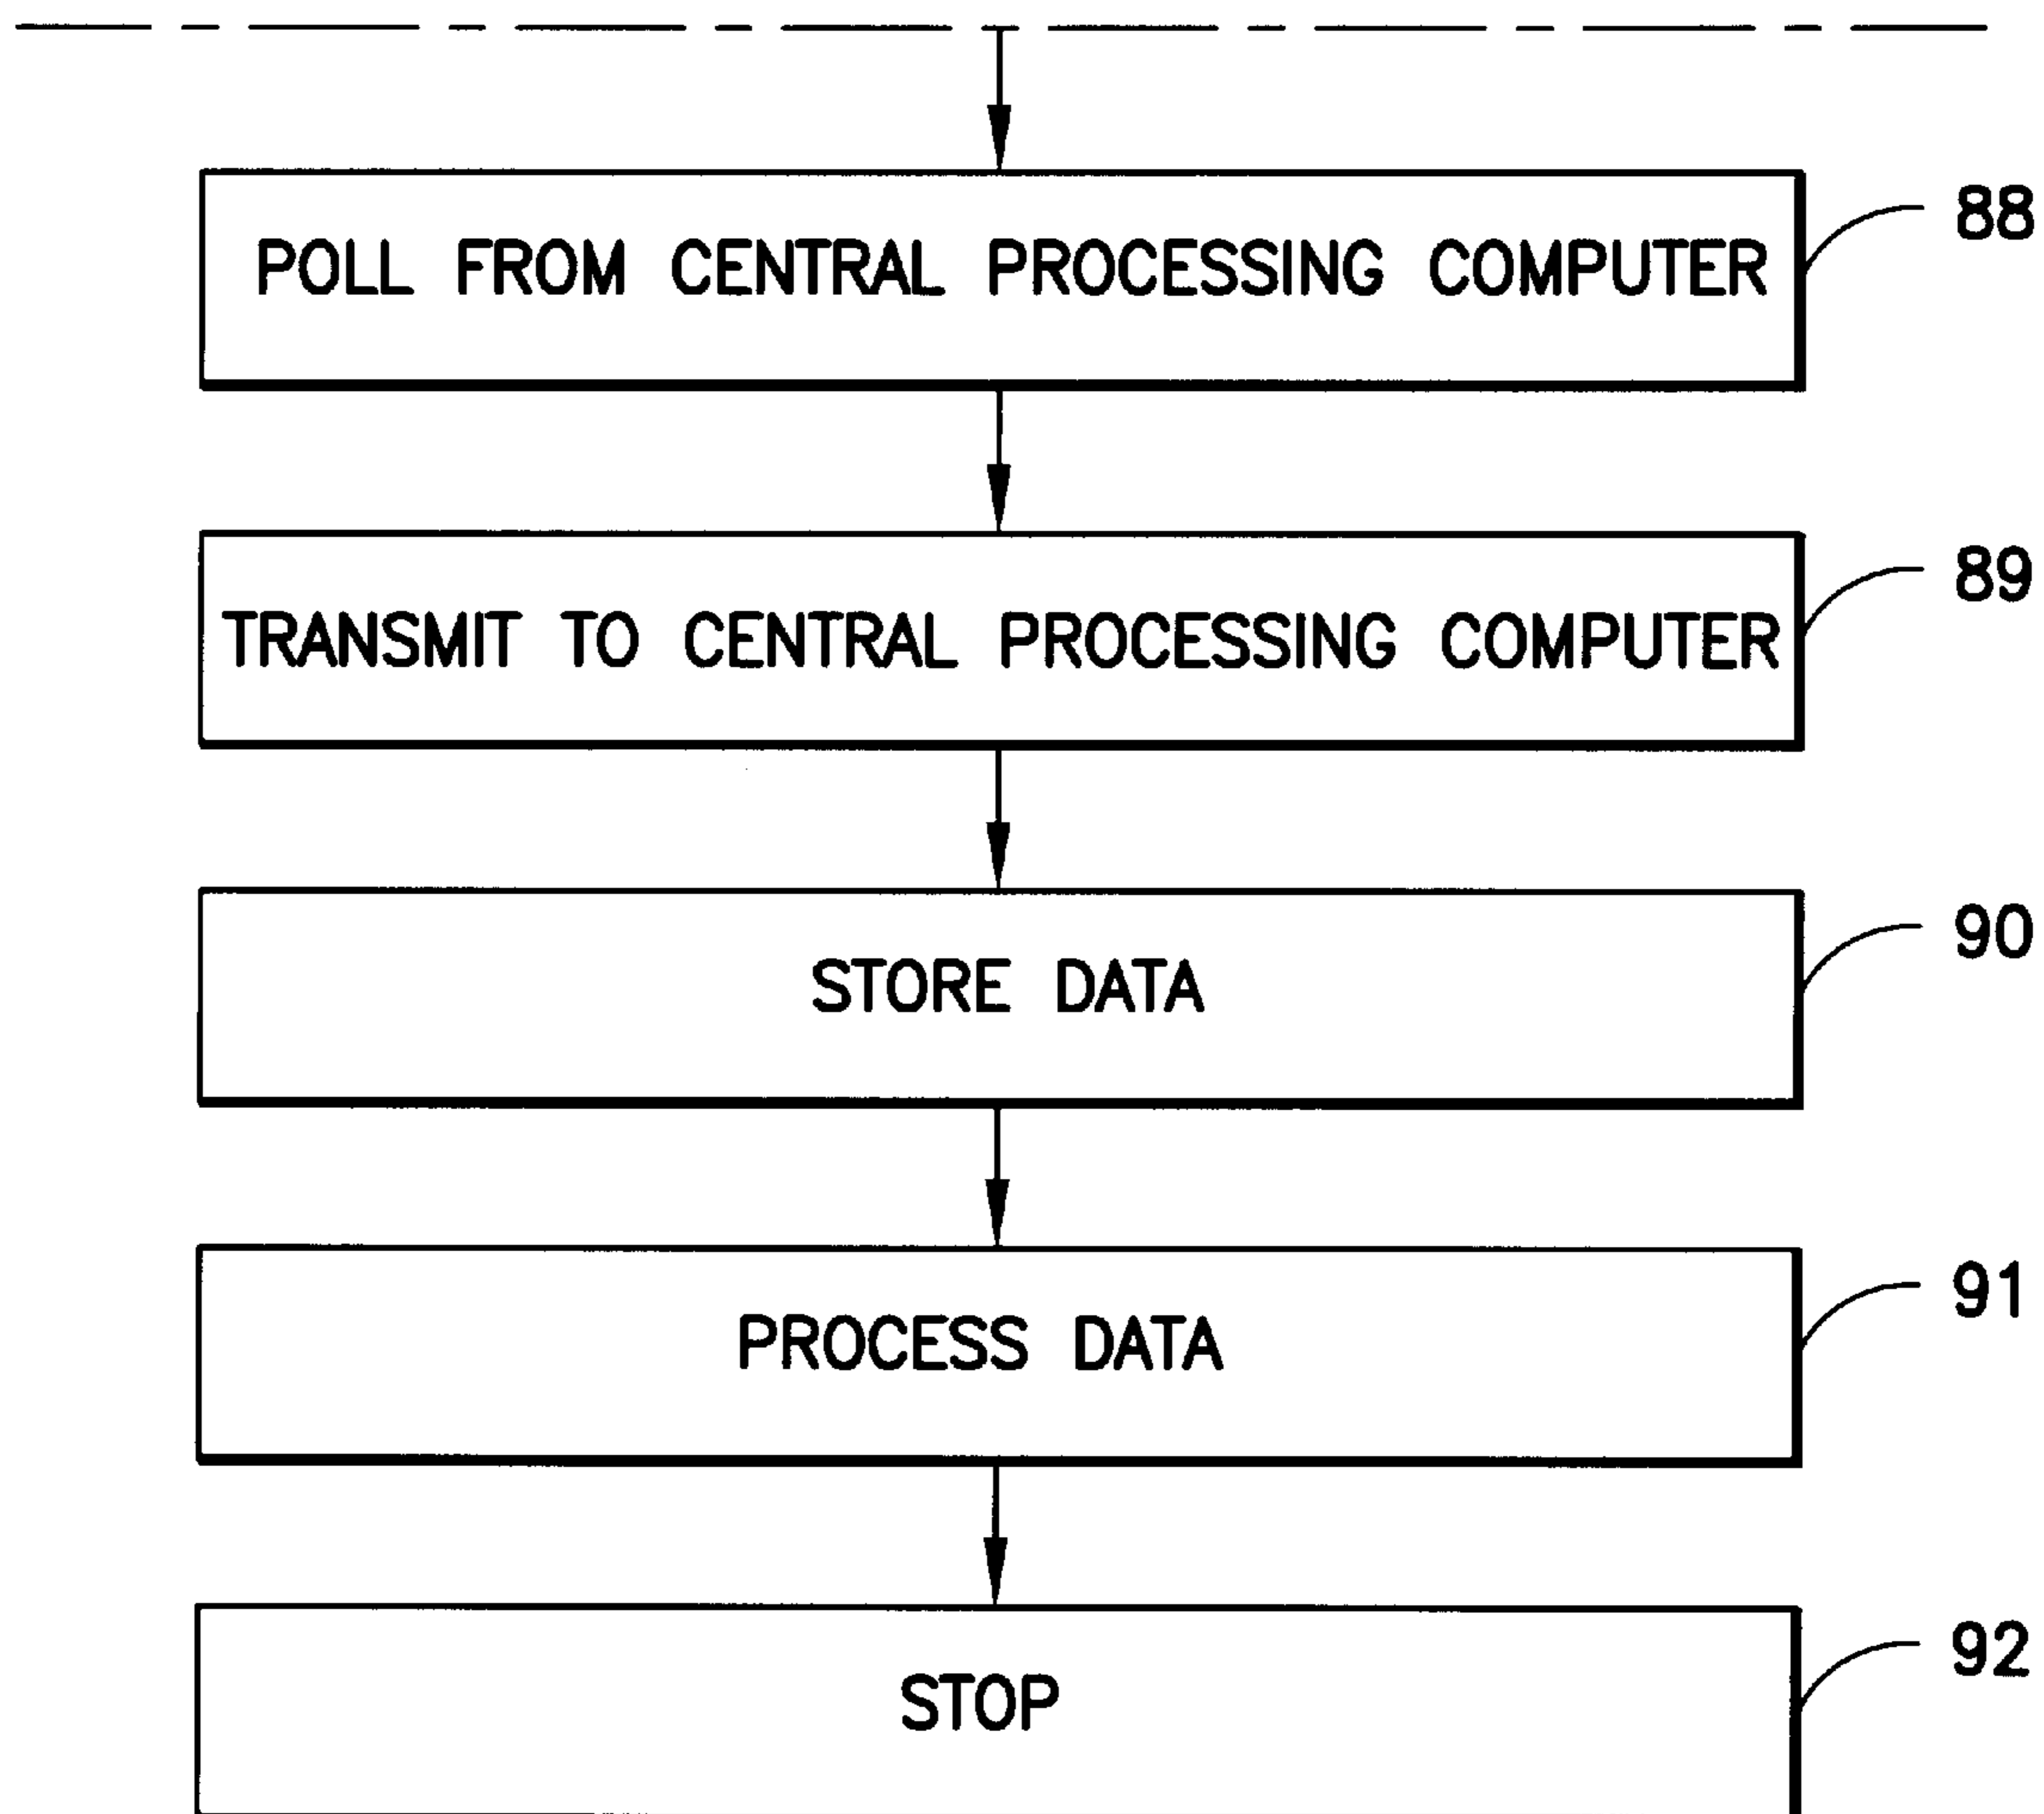 POLL FROM CENTRAL PROCESSING COMPUTER
88
TRANSMIT TO CENTRAL PROCESSING COMPUTER
89
STORE DATA
90
PROCESS DATA
91
STOP
92